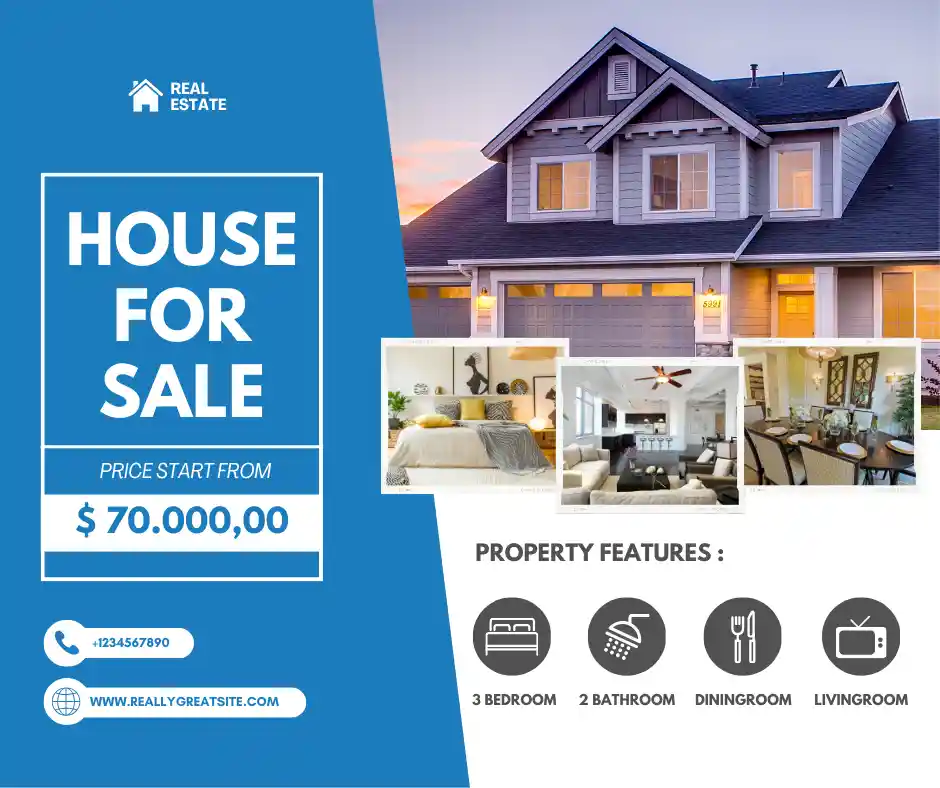 REAL
ESTATE
HOUSE
FOR
SALE
PRICE START FROM
$ 70.000,00
+1234567890
WWW.REALLYGREATSITE.COM
5921
PROPERTY FEATURES :
3 BEDROOM
2 BATHROOM
DININGROOM
LIVINGROOM